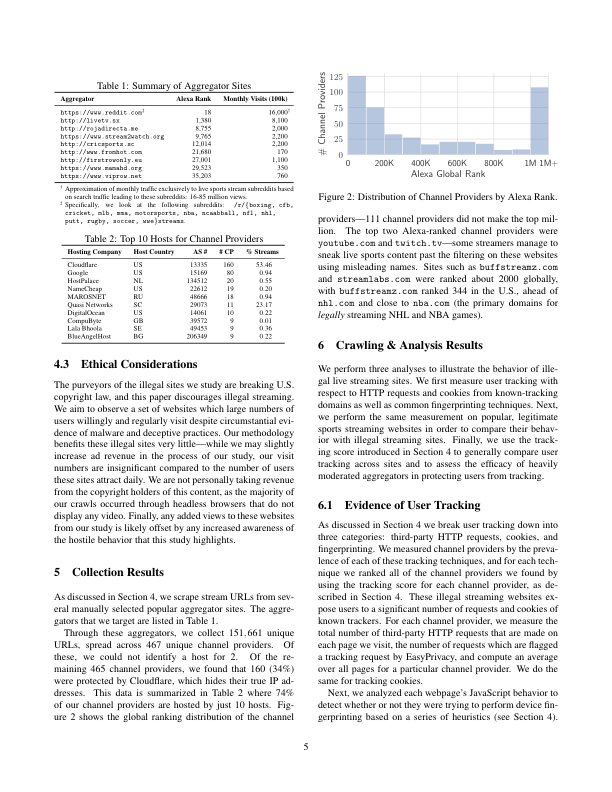 Table 1: Summary of Aggregator Sites
Aggregator Alexa Rank Monthly Visits (100k)
https://www.reddit.com‡ 18 16,000†
http://livetv.sx 1,380 8,100
http://rojadirecta.me 8,755 2,000
https://www.stream2watch.org 9,765 2,200
http://cricsports.sc 12,014 2,200
http://www.fromhot.com 21,680 170
http://firstrowonly.eu 27,001 1,100
https://www.mamahd.org 29,523 350
https://www.viprow.net 35,203 760
† Approximation of monthly traffic exclusively to live sports stream subreddits based
on search traffic leading to these subreddits: 16-85 million views.
‡ Specifically, we look at the following subreddits: /r/{boxing, cfb,
cricket, mlb, mma, motorsports, nba, ncaabball, nfl, nhl,
putt, rugby, soccer, wwe}streams.
Table 2: Top 10 Hosts for Channel Providers
Hosting Company Host Country AS # # CP % Streams
Cloudflare US 13335 160 53.46
Google US 15169 80 0.94
HostPalace NL 134512 20 0.55
NameCheap US 22612 19 0.20
MAROSNET RU 48666 18 0.94
Quasi Networks SC 29073 11 23.17
DigitalOcean US 14061 10 0.22
CompuByte GB 39572 9 0.01
Lala Bhoola SE 49453 9 0.36
BlueAngelHost BG 206349 9 0.22
4.3 Ethical Considerations
The purveyors of the illegal sites we study are breaking U.S.
copyright law, and this paper discourages illegal streaming.
We aim to observe a set of websites which large numbers of
users willingly and regularly visit despite circumstantial evi-
dence of malware and deceptive practices. Our methodology
benefits these illegal sites very little—while we may slightly
increase ad revenue in the process of our study, our visit
numbers are insignificant compared to the number of users
these sites attract daily. We are not personally taking revenue
from the copyright holders of this content, as the majority of
our crawls occurred through headless browsers that do not
display any video. Finally, any added views to these websites
from our study is likely offset by any increased awareness of
the hostile behavior that this study highlights.
5 Collection Results
As discussed in Section 4, we scrape stream URLs from sev-
eral manually selected popular aggregator sites. The aggre-
gators that we target are listed in Table 1.
Through these aggregators, we collect 151,661 unique
URLs, spread across 467 unique channel providers. Of
these, we could not identify a host for 2. Of the re-
maining 465 channel providers, we found that 160 (34%)
were protected by Cloudflare, which hides their true IP ad-
dresses. This data is summarized in Table 2 where 74%
of our channel providers are hosted by just 10 hosts. Fig-
ure 2 shows the global ranking distribution of the channel
# Channel Providers
125
100
75
50
25
0
0 200K 400K 600K 800K 1M 1M+
Alexa Global Rank
Figure 2: Distribution of Channel Providers by Alexa Rank.
providers—111 channel providers did not make the top mil-
lion. The top two Alexa-ranked channel providers were
youtube.com and twitch.tv—some streamers manage to
sneak live sports content past the filtering on these websites
using misleading names. Sites such as buffstreamz.com
and streamlabs.com were ranked about 2000 globally,
with buffstreamz.com ranked 344 in the U.S., ahead of
nhl.com and close to nba.com (the primary domains for
legally streaming NHL and NBA games).
6 Crawling & Analysis Results
We perform three analyses to illustrate the behavior of ille-
gal live streaming sites. We first measure user tracking with
respect to HTTP requests and cookies from known-tracking
domains as well as common fingerprinting techniques. Next,
we perform the same measurement on popular, legitimate
sports streaming websites in order to compare their behav-
ior with illegal streaming sites. Finally, we use the track-
ing score introduced in Section 4 to generally compare user
tracking across sites and to assess the efficacy of heavily
moderated aggregators in protecting users from tracking.
6.1 Evidence of User Tracking
As discussed in Section 4 we break user tracking down into
three categories: third-party HTTP requests, cookies, and
fingerprinting. We measured channel providers by the preva-
lence of each of these tracking techniques, and for each tech-
nique we ranked all of the channel providers we found by
using the tracking score for each channel provider, as de-
scribed in Section 4. These illegal streaming websites ex-
pose users to a significant number of requests and cookies of
known trackers. For each channel provider, we measure the
total number of third-party HTTP requests that are made on
each page we visit, the number of requests which are flagged
a tracking request by EasyPrivacy, and compute an average
over all pages for a particular provider. We do the
same for tracking cookies.
Next, we analyzed each webpage's JavaScript behavior to
detect whether or not they were trying to perform device fin-
gerprinting based on a series of heuristics (see Section 4).
5